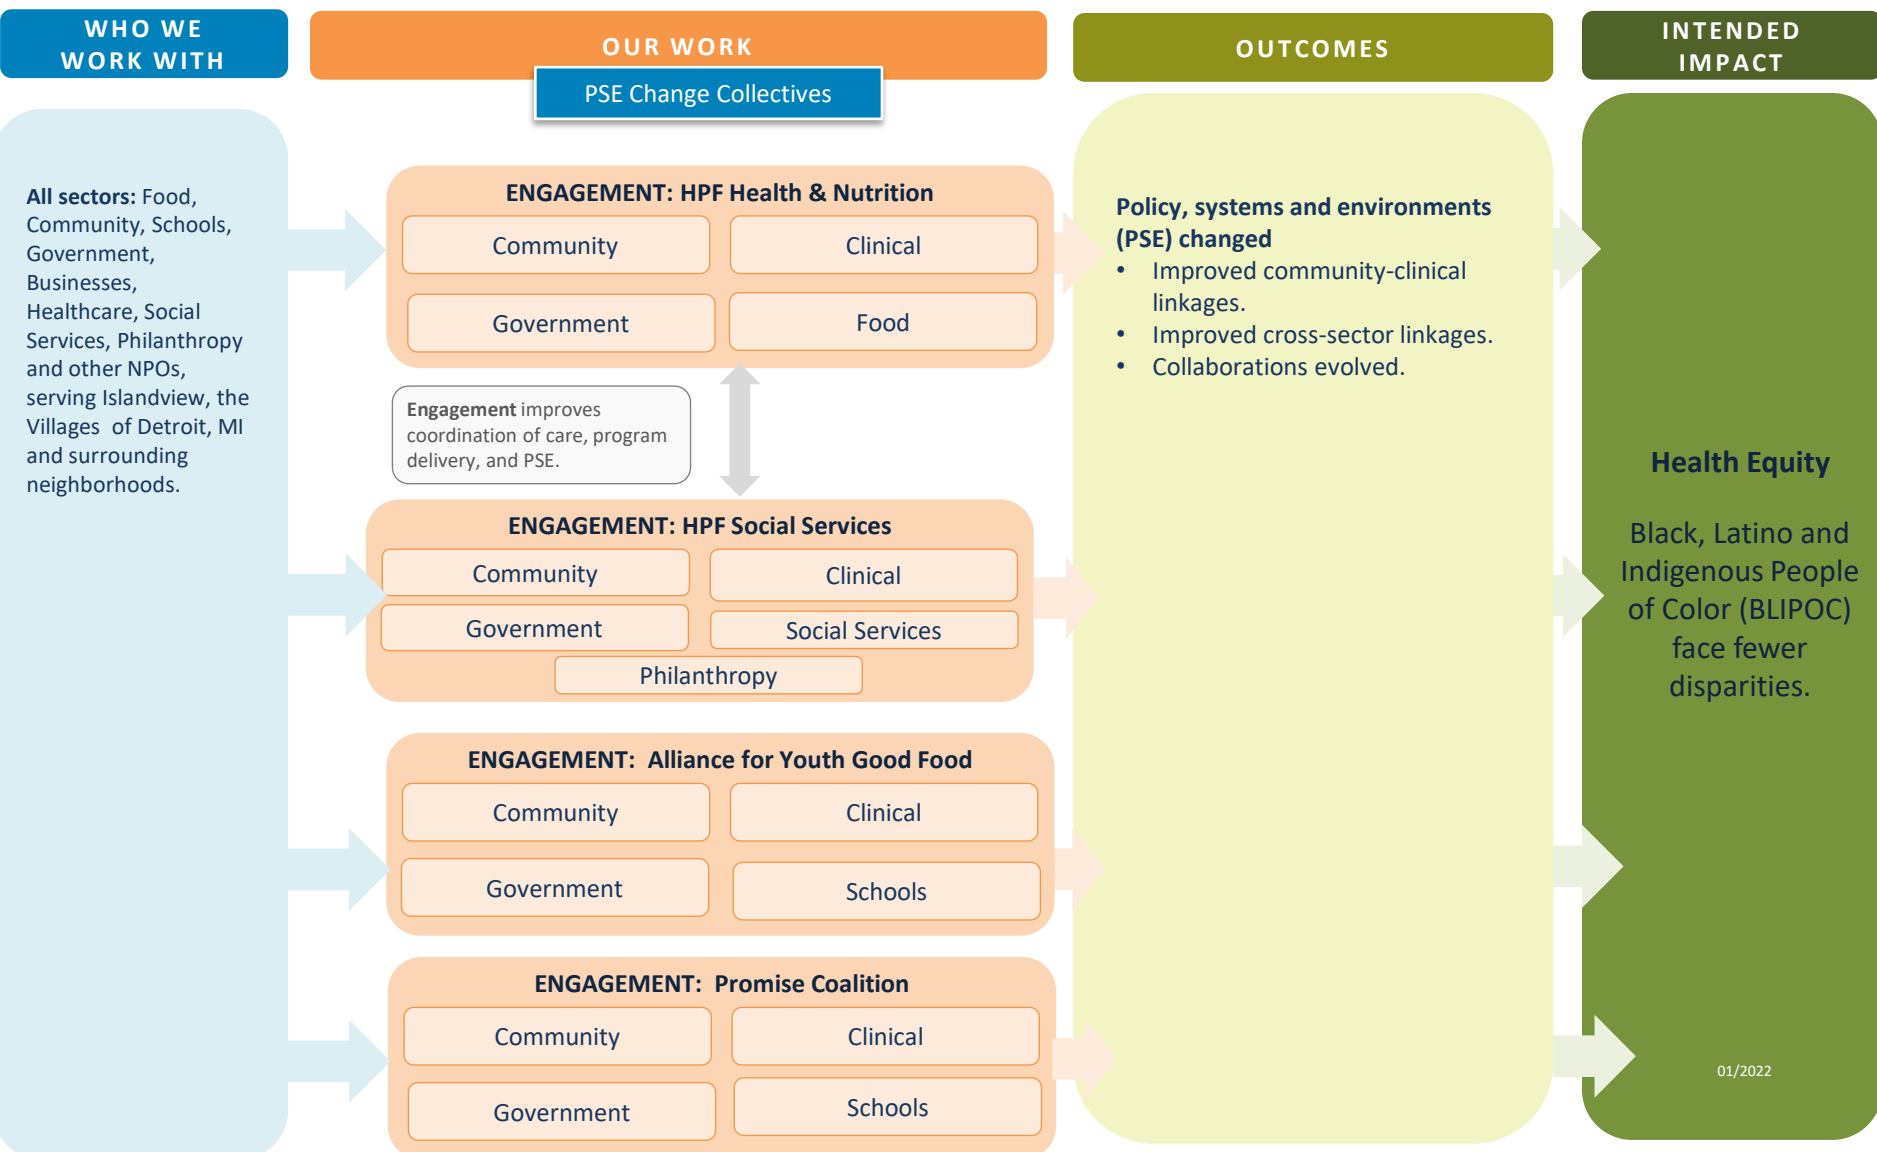 WHO WE
WORK WITH
OUR WORK
PSE Change Collectives
OUTCOMES
INTENDED
IMPACT
All sectors: Food,
Community, Schools,
Government,
Businesses,
Healthcare, Social
Services, Philanthropy
and other NPOs,
serving Islandview, the
Villages of Detroit, MI
and surrounding
neighborhoods.
ENGAGEMENT: HPF Health & Nutrition
Community
Clinical
Government
Food
Engagement improves
coordination of care, program
delivery, and PSE.
ENGAGEMENT: HPF Social Services
Community
Clinical
Government
Social Services
Philanthropy
ENGAGEMENT: Alliance for Youth Good Food
Community
Clinical
Government
Schools
ENGAGEMENT: Promise Coalition
Community
Clinical
Government
Schools
Policy, systems and environments
(PSE) changed
• Improved community-clinical
linkages.
• Improved cross-sector linkages.
• Collaborations evolved.
Health Equity
Black, Latino and
Indigenous People
of Color (BLIPOC)
face fewer
disparities.
01/2022